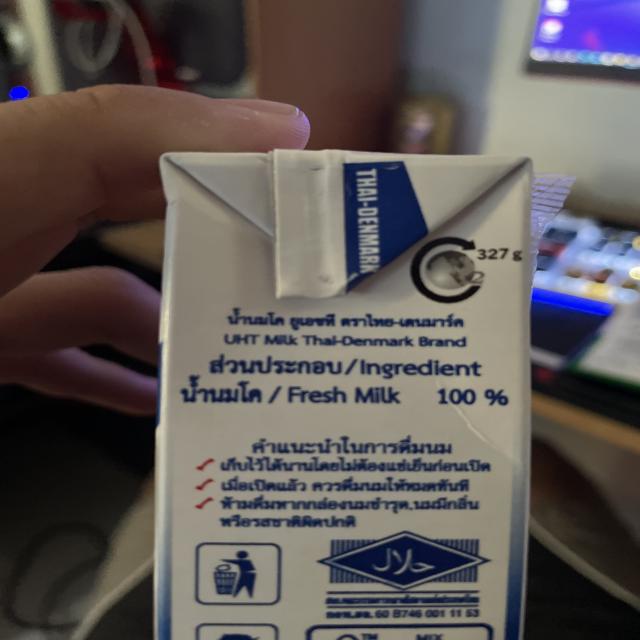 THAI-DENMARK
327 g
น้ำนมโค ยูเอชที ตราไทย-เดนมาร์ค
UHT Milk Thai-Denmark Brand
ส่วนประกอบ/Ingredient
น้ำนมโค / Fresh Milk 100 %
คำแนะนำในการดื่มนม
เก็บไว้ได้นานโดยไม่ต้องแช่เย็นก่อนเปิด
เมื่อเปิดแล้ว ควรดื่มนมให้หมดทันที
ห้ามดื่มหากกล่องนมชำรุด,นมมีกลิ่น
หรือรสชาติผิดปกติ
حلال
60 B746 001 11 53
MIX